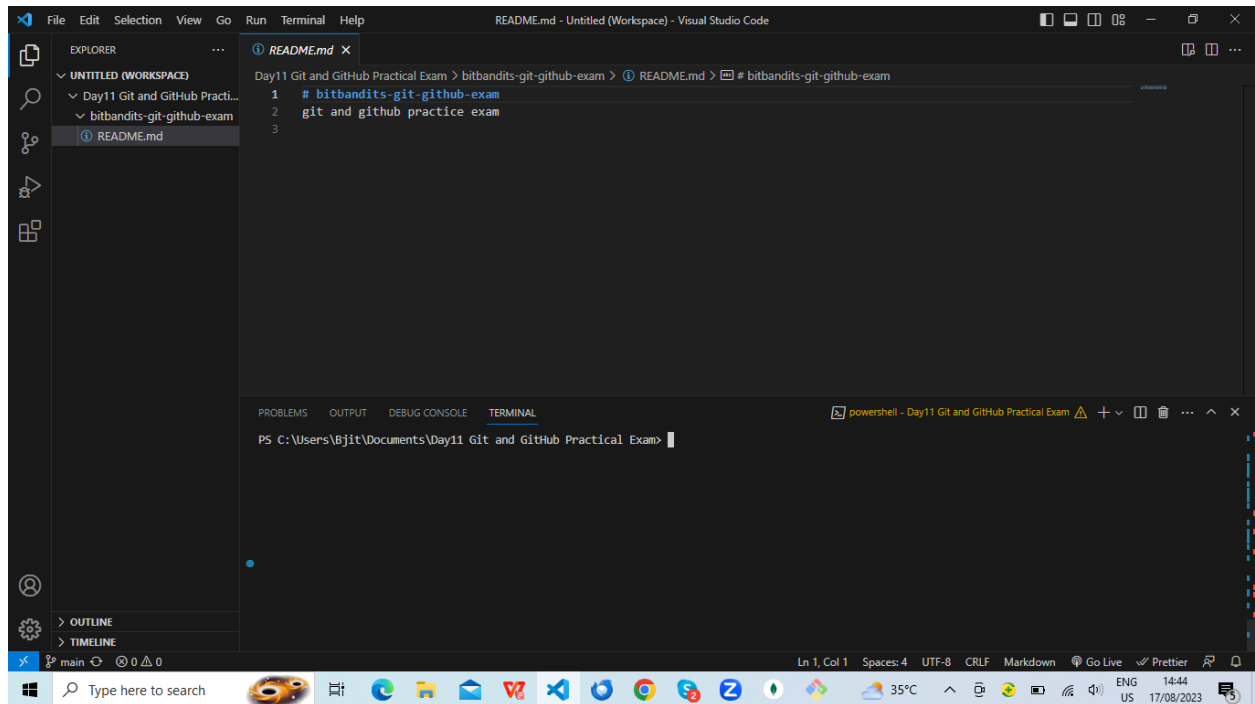 File Edit Selection View Go Run Terminal Help README.md - Untitled (Workspace) - Visual Studio Code
EXPLORER
README.md
UNTITLED (WORKSPACE)
Day11 Git and GitHub Practi...
bitbandits-git-github-exam
README.md
Day11 Git and GitHub Practical Exam > bitbandits-git-github-exam > README.md > # bitbandits-git-github-exam
1 # bitbandits-git-github-exam
2 git and github practice exam
3
PROBLEMS OUTPUT DEBUG CONSOLE TERMINAL powershell - Day11 Git and GitHub Practical Exam
PS C:\Users\Bjit\Documents\Day11 Git and GitHub Practical Exam>
> OUTLINE
> TIMELINE
main 0 0 Ln 1, Col 1 Spaces: 4 UTF-8 CRLF Markdown Go Live Prettier
Type here to search 35°C ENG 14:44
US 17/08/2023 5